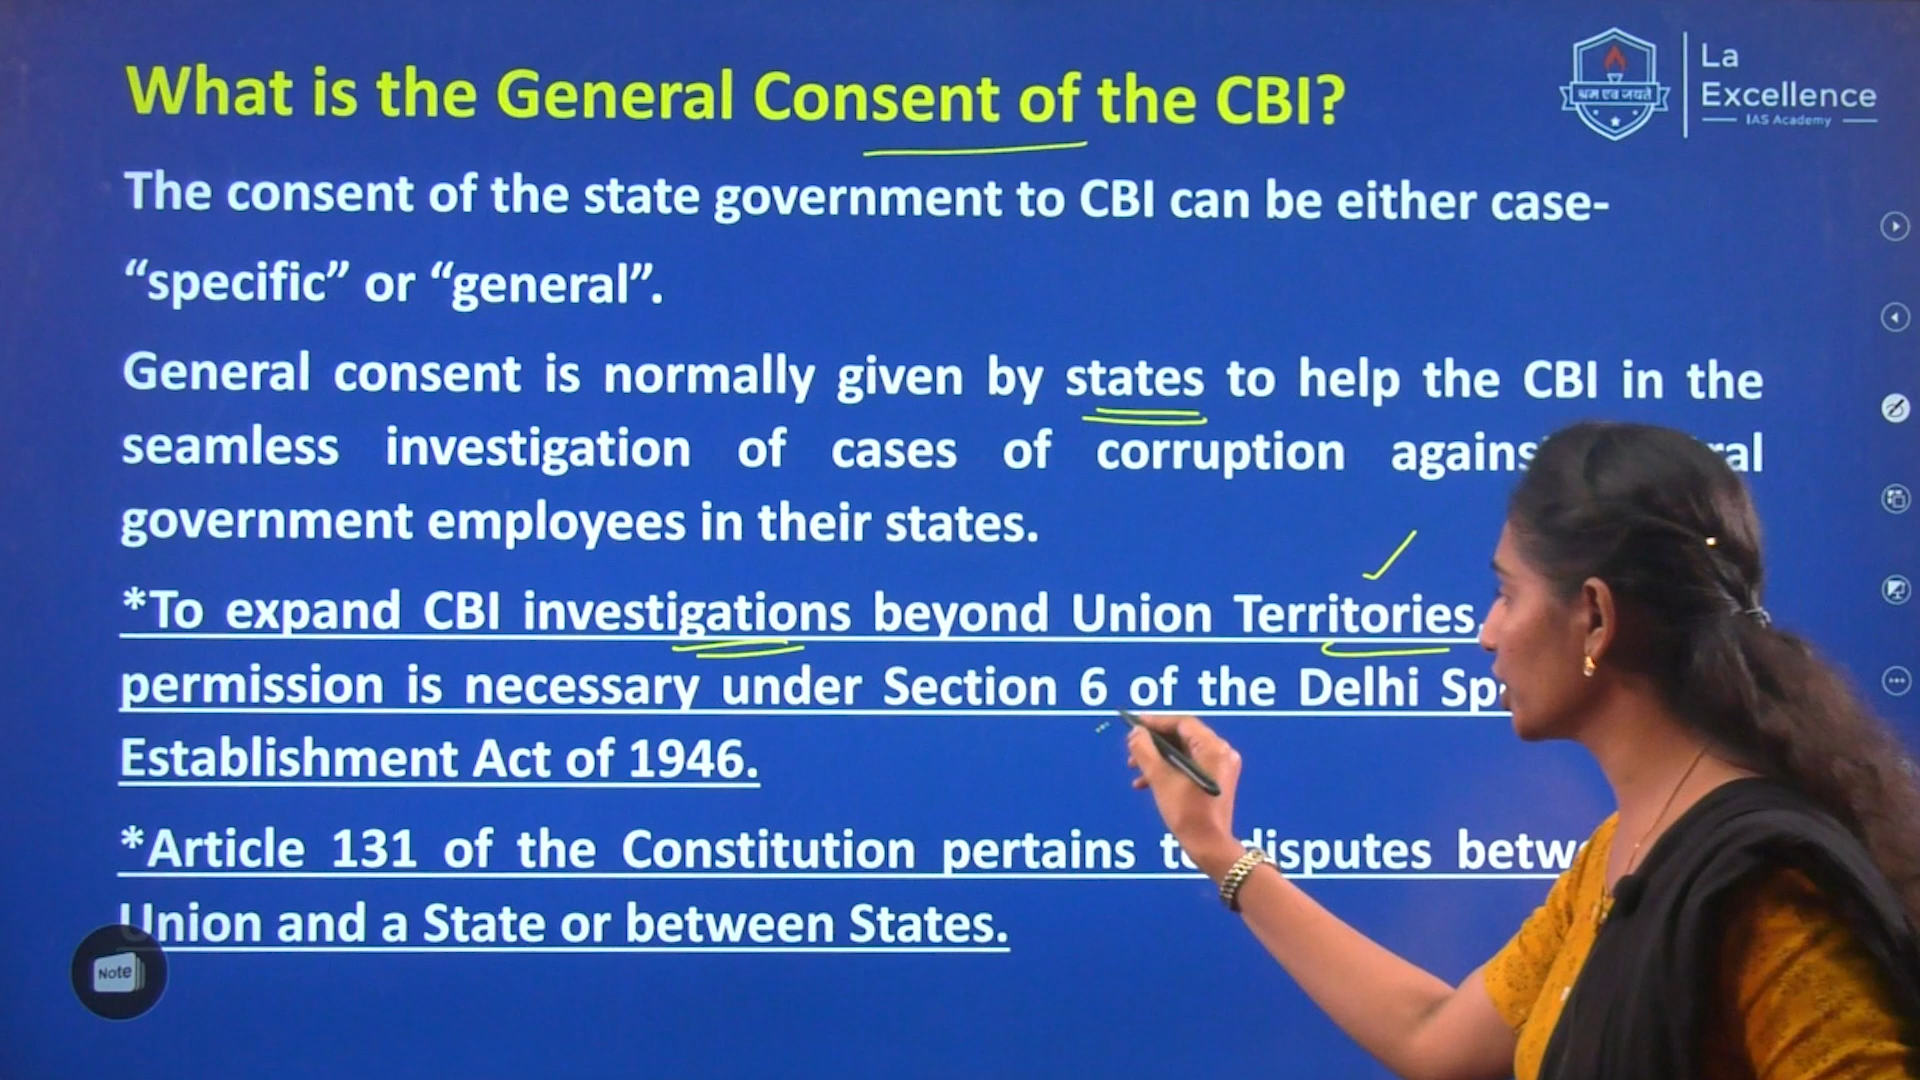 What is the General Consent of the CBI?
La
Excellence
IAS Academy
श्रम एव जयते
The consent of the state government to CBI can be either case-
“specific” or “general”.
General consent is normally given by states to help the CBI in the
seamless investigation of cases of corruption
government employees in their states.
*To expand CBI investigations beyond Union Territories,
permission is necessary under Section 6 of the Delhi
Establishment Act of 1946.
*Article 131 of the Constitution pertains disputes
Union and a State or between States.
Note